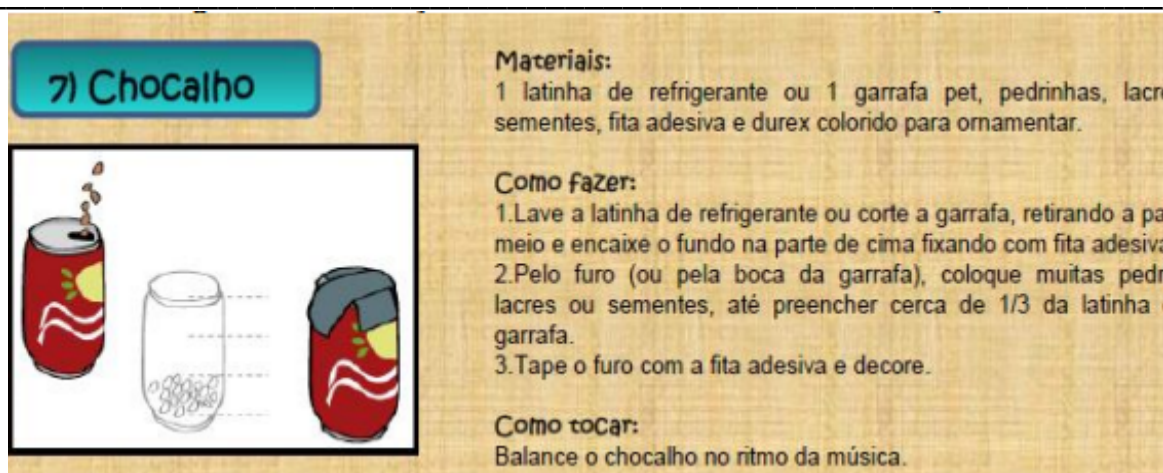 7) Chocalho
Materiais:
1 latinha de refrigerante ou 1 garrafa pet, pedrinhas,
sementes, fita adesiva e durex colorido para ornamentar.
Como fazer:
1.Lave a latinha de refrigerante ou corte a garrafa, retirando a
meio e encaixe o fundo na parte de cima fixando com fita adesiva
2.Pelo furo (ou pela boca da garrafa), coloque muitas
lacres ou sementes, até preencher cerca de 1/3 da latinha
garrafa.
3.Tape o furo com a fita adesiva e decore.
Como tocar:
Balance o chocalho no ritmo da música.